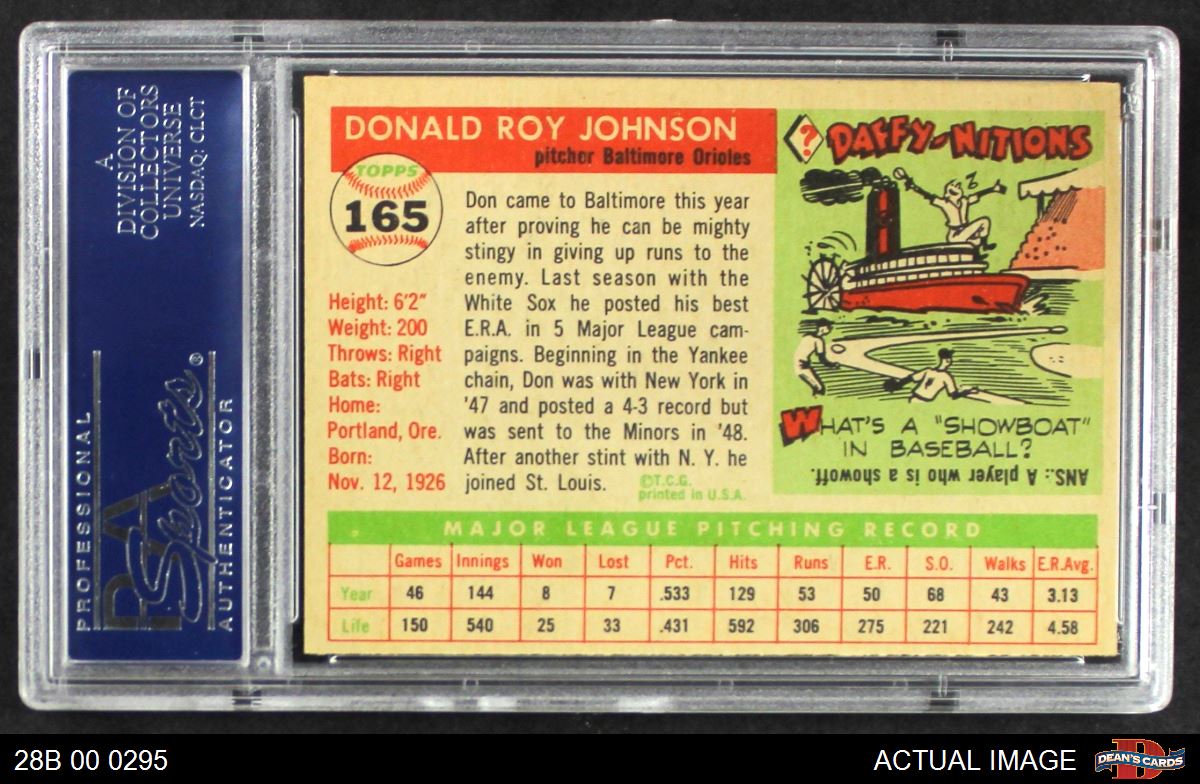 A
DIVISION OF
COLLECTORS
UNIVERSE
NASDAQ: CLCT
PROFESSIONAL
PSA
Sports®
AUTHENTICATOR
DONALD ROY JOHNSON
pitcher Baltimore Orioles
TOPPS
165
Height: 6'2"
Weight: 200
Throws: Right
Bats: Right
Home:
Portland, Ore.
Born:
Nov. 12, 1926
Don came to Baltimore this year
after proving he can be mighty
stingy in giving up runs to the
enemy. Last season with the
White Sox he posted his best
E.R.A. in 5 Major League cam-
paigns. Beginning in the Yankee
chain, Don was with New York in
'47 and posted a 4-3 record but
was sent to the Minors in '48.
After another stint with N. Y. he
joined St. Louis.
©T.C.G.
printed in U.S.A.
? DAFFY-NITIONS
WHAT'S A "SHOWBOAT"
IN BASEBALL?
ANS.: A player who is a showoff.
MAJOR LEAGUE PITCHING RECORD
Games Innings Won Lost Pct. Hits Runs E.R. S.O. Walks E.R.Avg.
Year 46 144 8 7 .533 129 53 50 68 43 3.13
Life 150 540 25 33 .431 592 306 275 221 242 4.58
28B 00 0295
ACTUAL IMAGE
D
DEAN'S CARDS